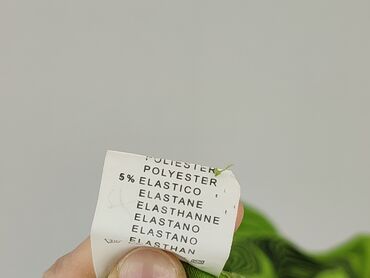 POLIESTER
POLYESTER
5% ELASTICO
ELASTANE
ELASTHANNE
ELASTANO
ELASTANO
ELASTHAN